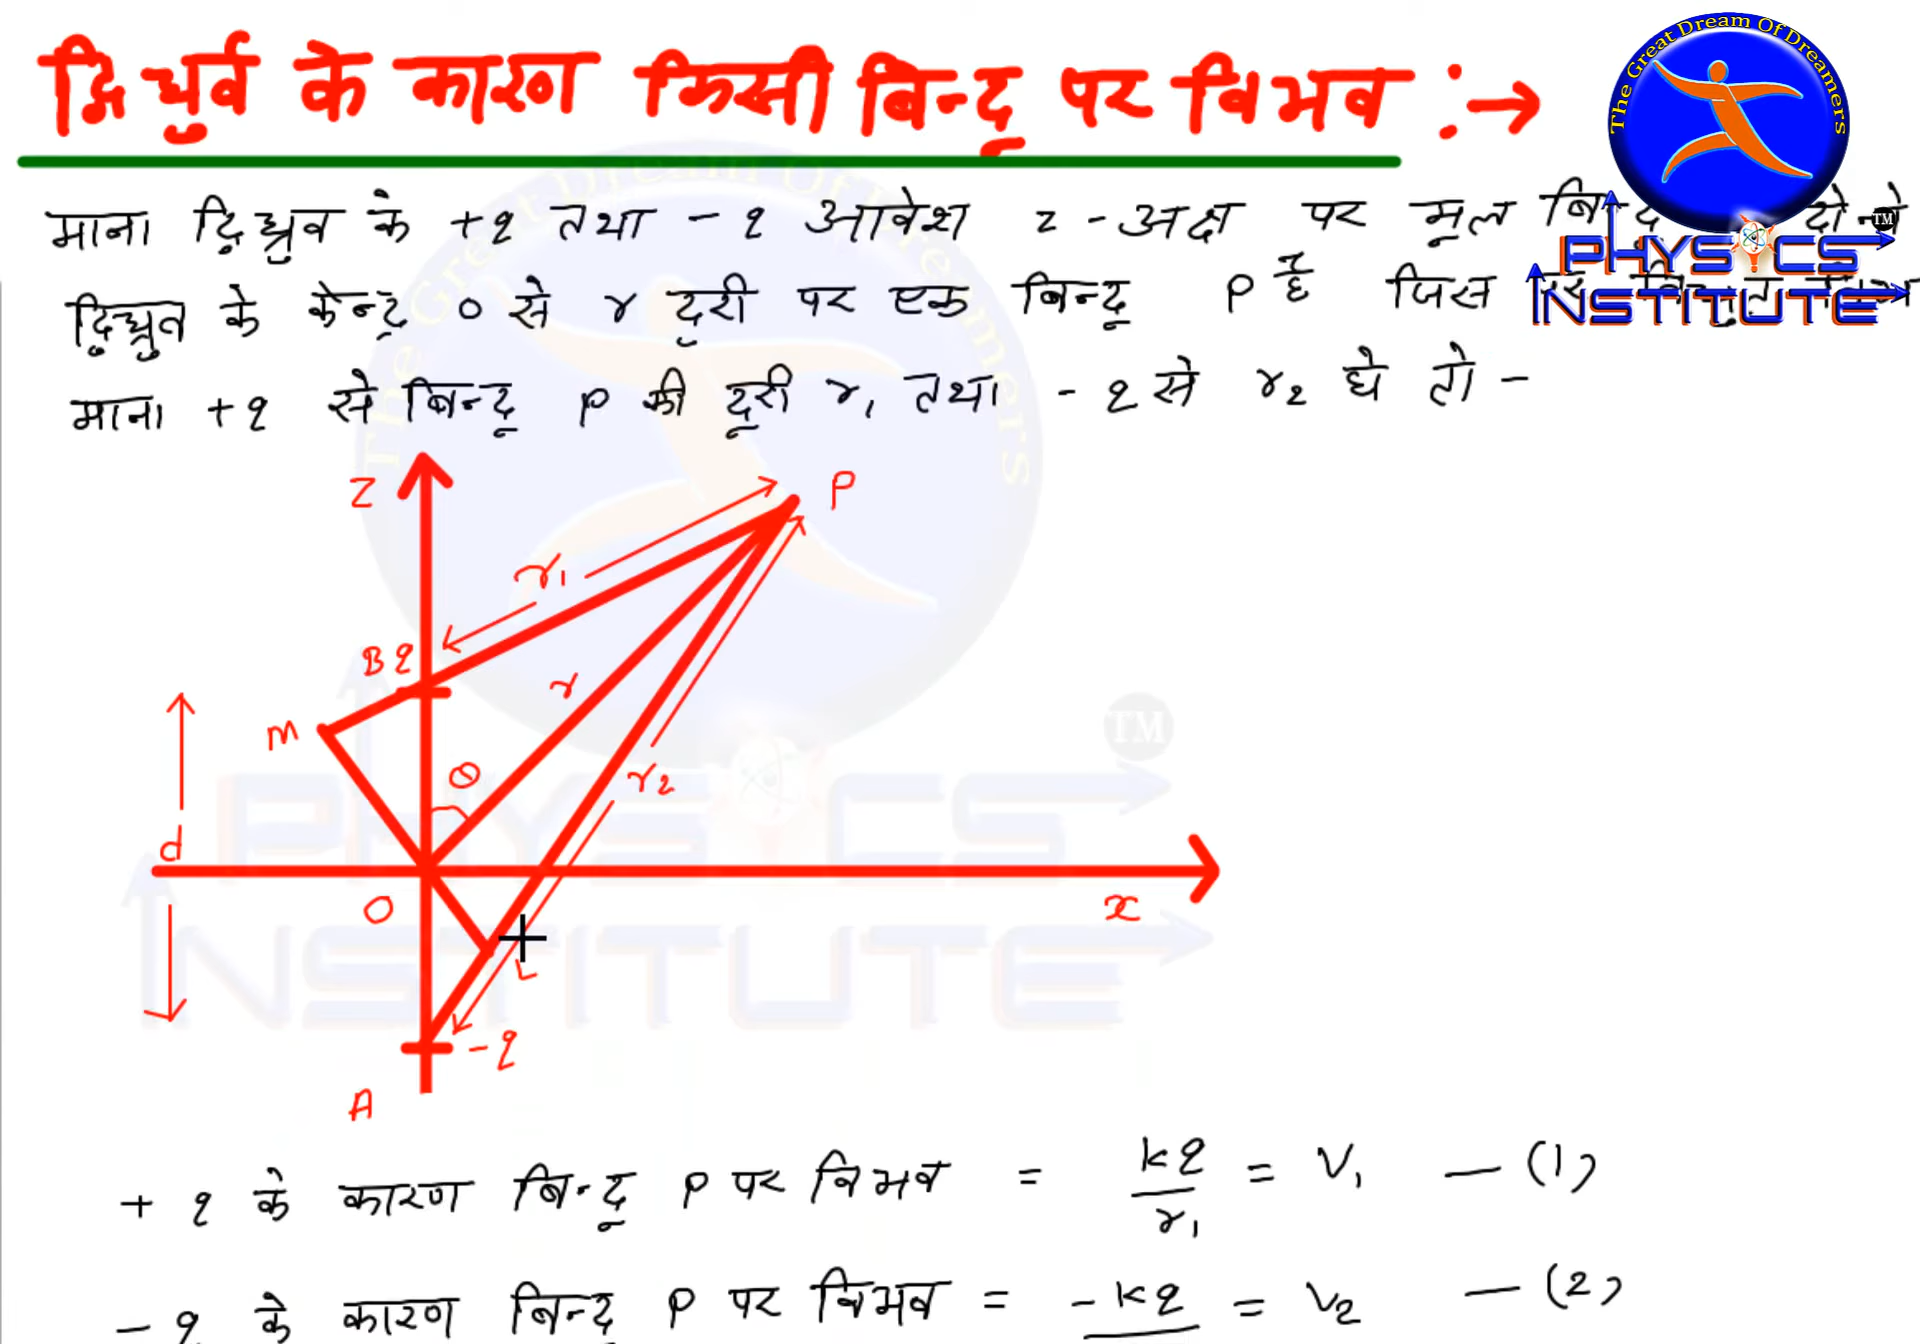 द्विध्रुव के कारण किसी बिन्दू पर विभव :→
The Great Dream Of Dreamers
माना द्विध्रुव के +q तथा -q आवेश z-अक्ष पर मूल
द्विध्रुव के केन्द्र O से r दूरी पर एक बिन्दू P है जिस
PHYSICS TM
INSTITUTE
माना +q से बिन्दू P की दूरी r₁ तथा -q से r₂ है तो -
Z
P
r₁
B q
r
M
θ
r₂
d
O
x
L
-q
A
+q के कारण बिन्दू P पर विभव = kq/r₁ = V₁ — (1)
-q के कारण बिन्दू P पर विभव = -kq = V₂ — (2)